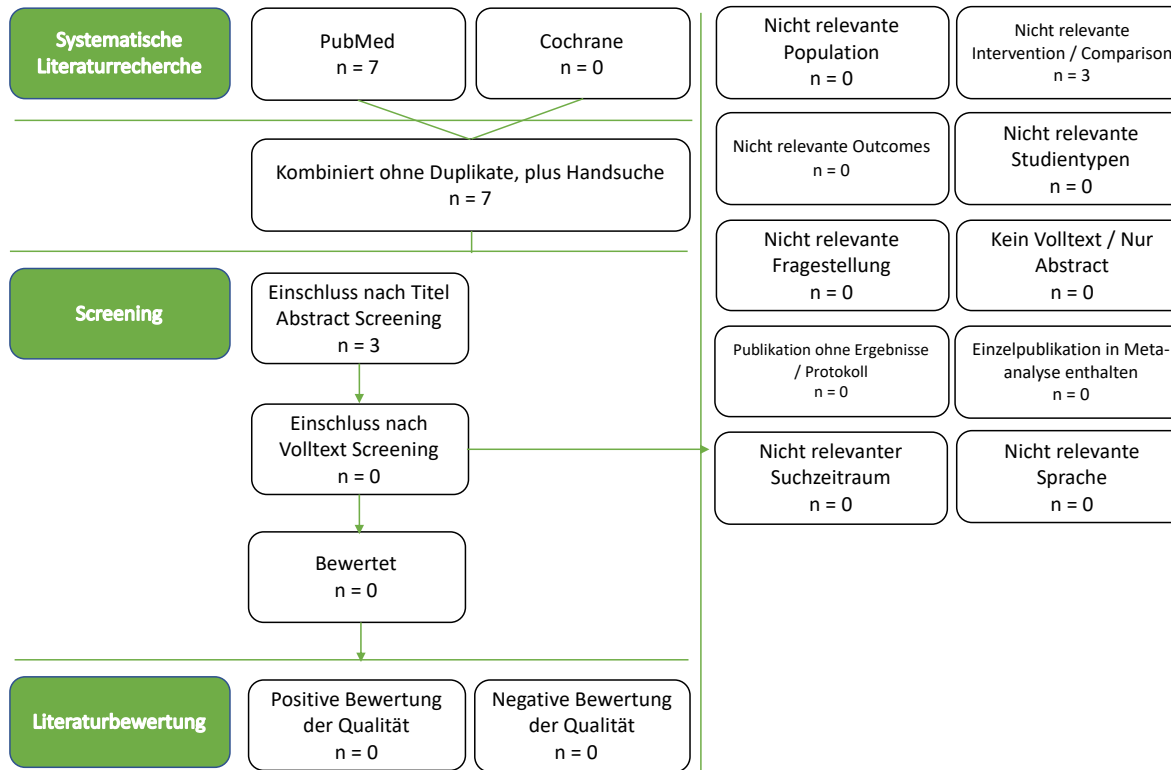 Systematische
Literaturrecherche
PubMed
n = 7
Cochrane
n = 0
Kombiniert ohne Duplikate, plus Handsuche
n = 7
Screening
Einschluss nach Titel
Abstract Screening
n = 3
Einschluss nach
Volltext Screening
n = 0
Bewertet
n = 0
Literaturbewertung
Positive Bewertung
der Qualität
n = 0
Negative Bewertung
der Qualität
n = 0
Nicht relevante
Population
n = 0
Nicht relevante
Intervention / Comparison
n = 3
Nicht relevante Outcomes
n = 0
Nicht relevante
Studientypen
n = 0
Nicht relevante
Fragestellung
n = 0
Kein Volltext / Nur
Abstract
n = 0
Publikation ohne Ergebnisse
/ Protokoll
n = 0
Einzelpublikation in Meta-
analyse enthalten
n = 0
Nicht relevanter
Suchzeitraum
n = 0
Nicht relevante
Sprache
n = 0